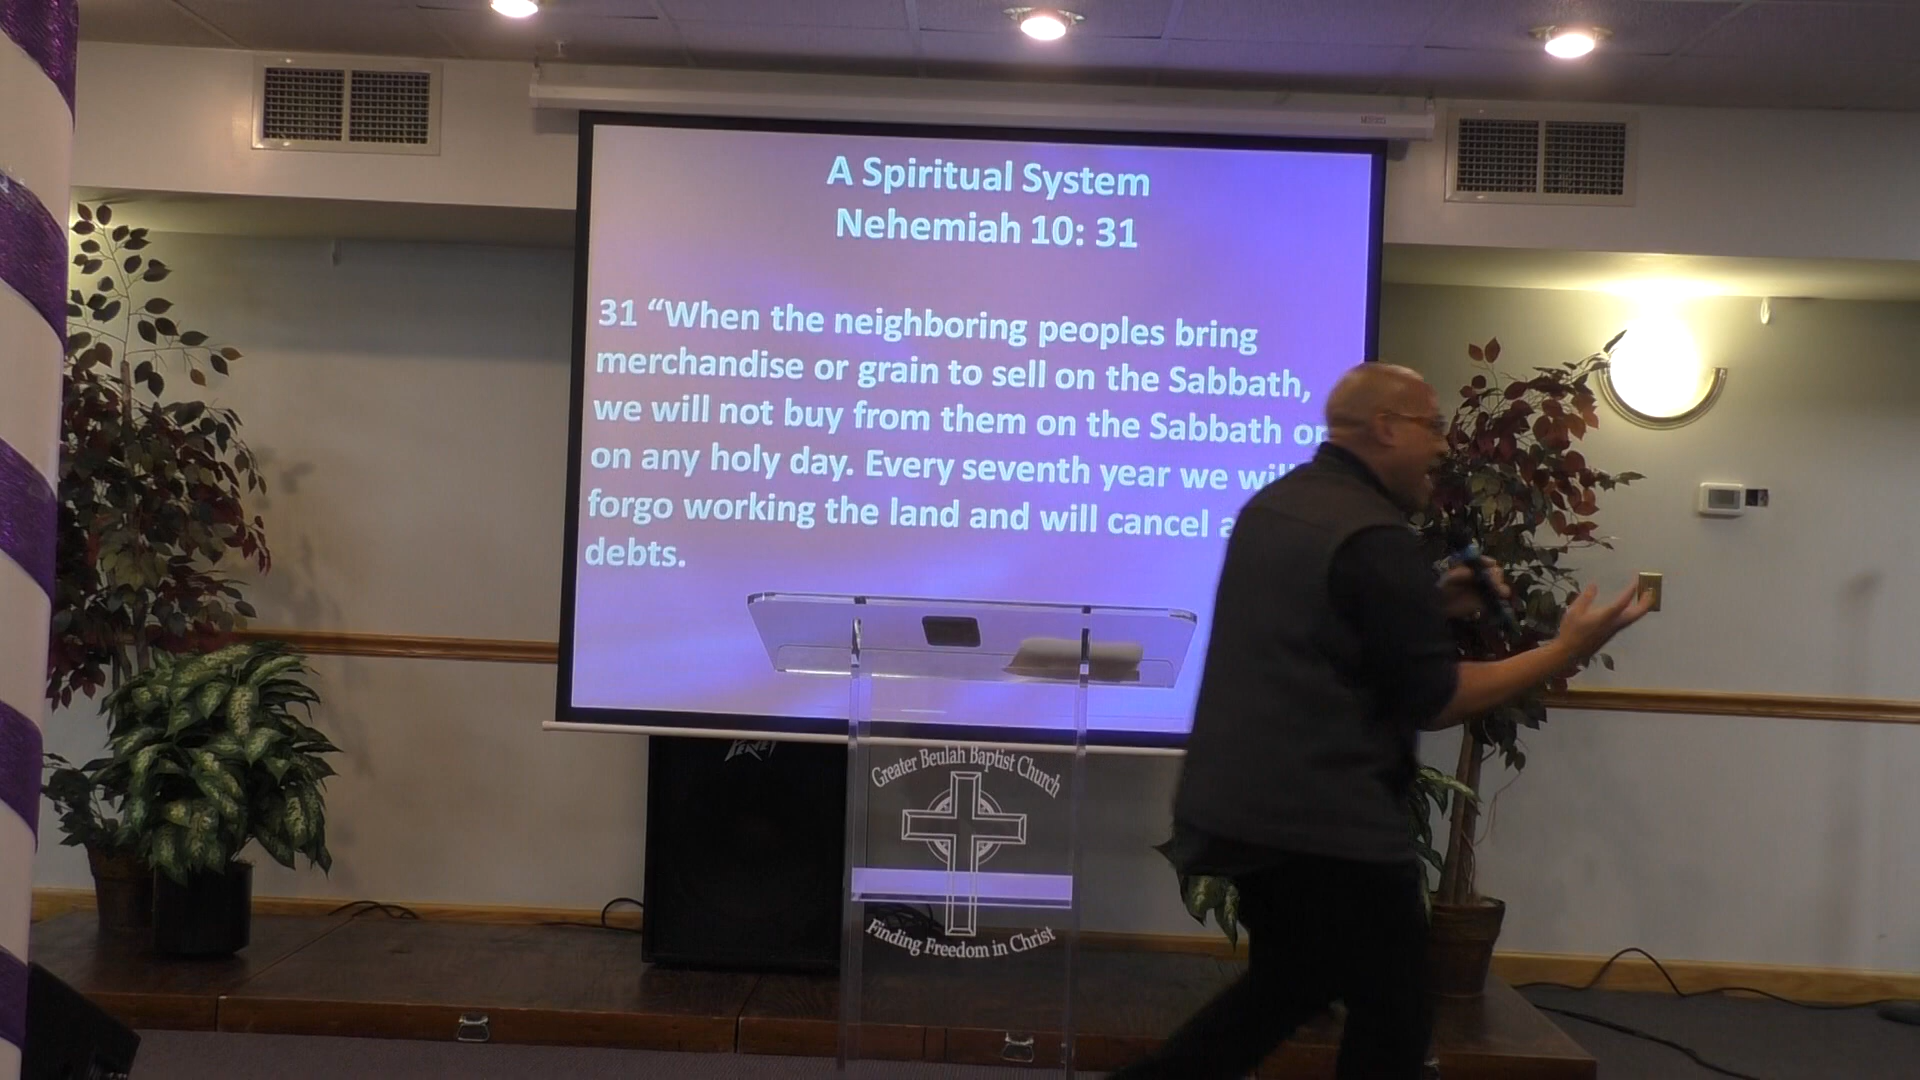 A Spiritual System
Nehemiah 10: 31
31 “When the neighboring peoples bring
merchandise or grain to sell on the Sabbath,
we will not buy from them on the Sabbath or
on any holy day. Every seventh year we will
forgo working the land and will cancel
debts.
PEAVEY
Greater Beulah Baptist Church
Finding Freedom in Christ